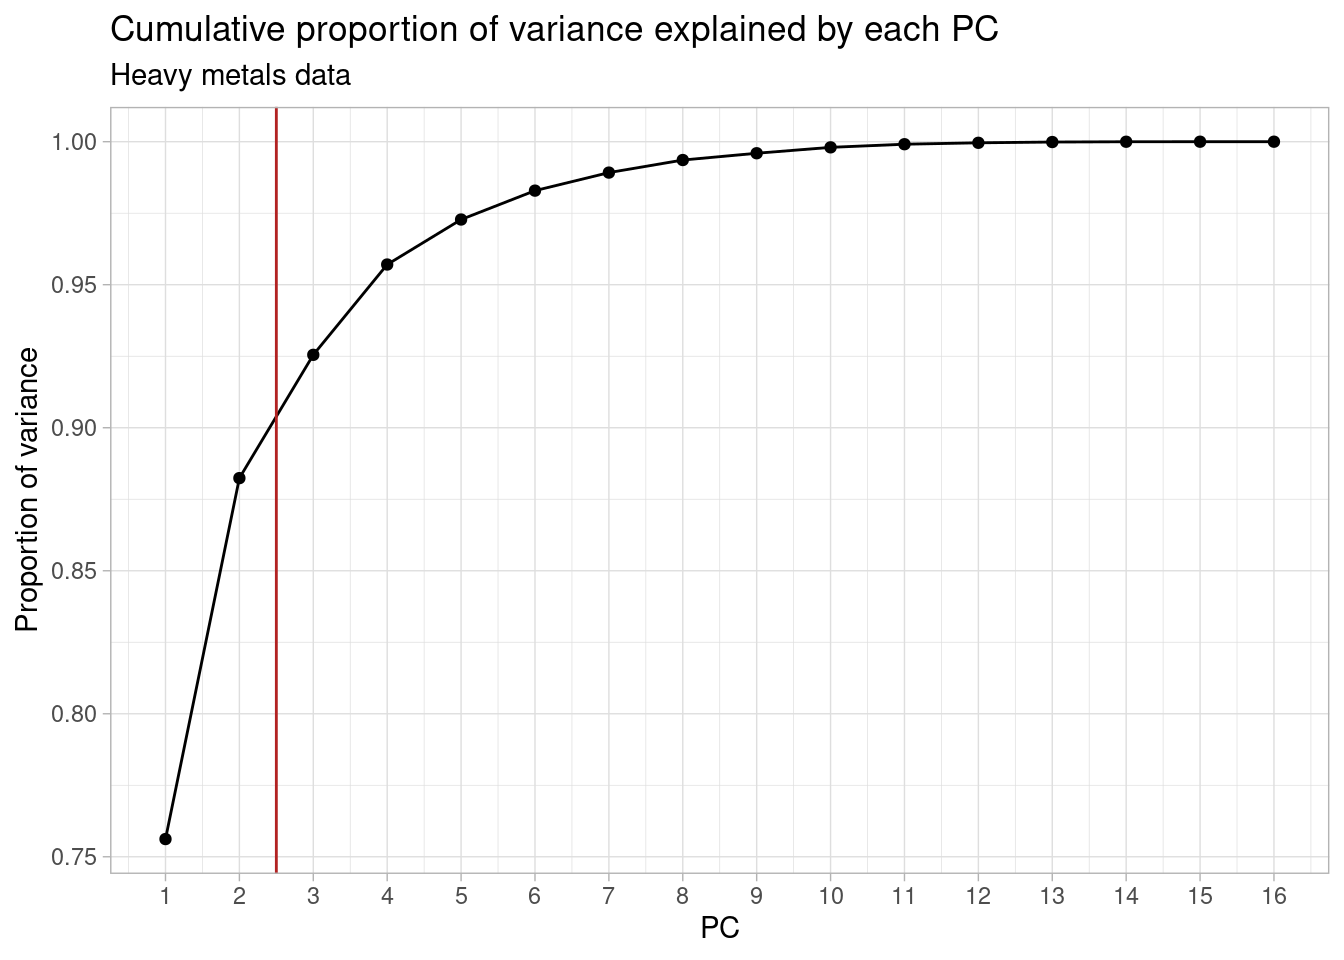 Cumulative proportion of variance explained by each PC
Heavy metals data
1.00
0.95
0.90
0.85
0.80
0.75
Proportion of variance
1 2 3 4 5 6 7 8 9 10 11 12 13 14 15 16
PC